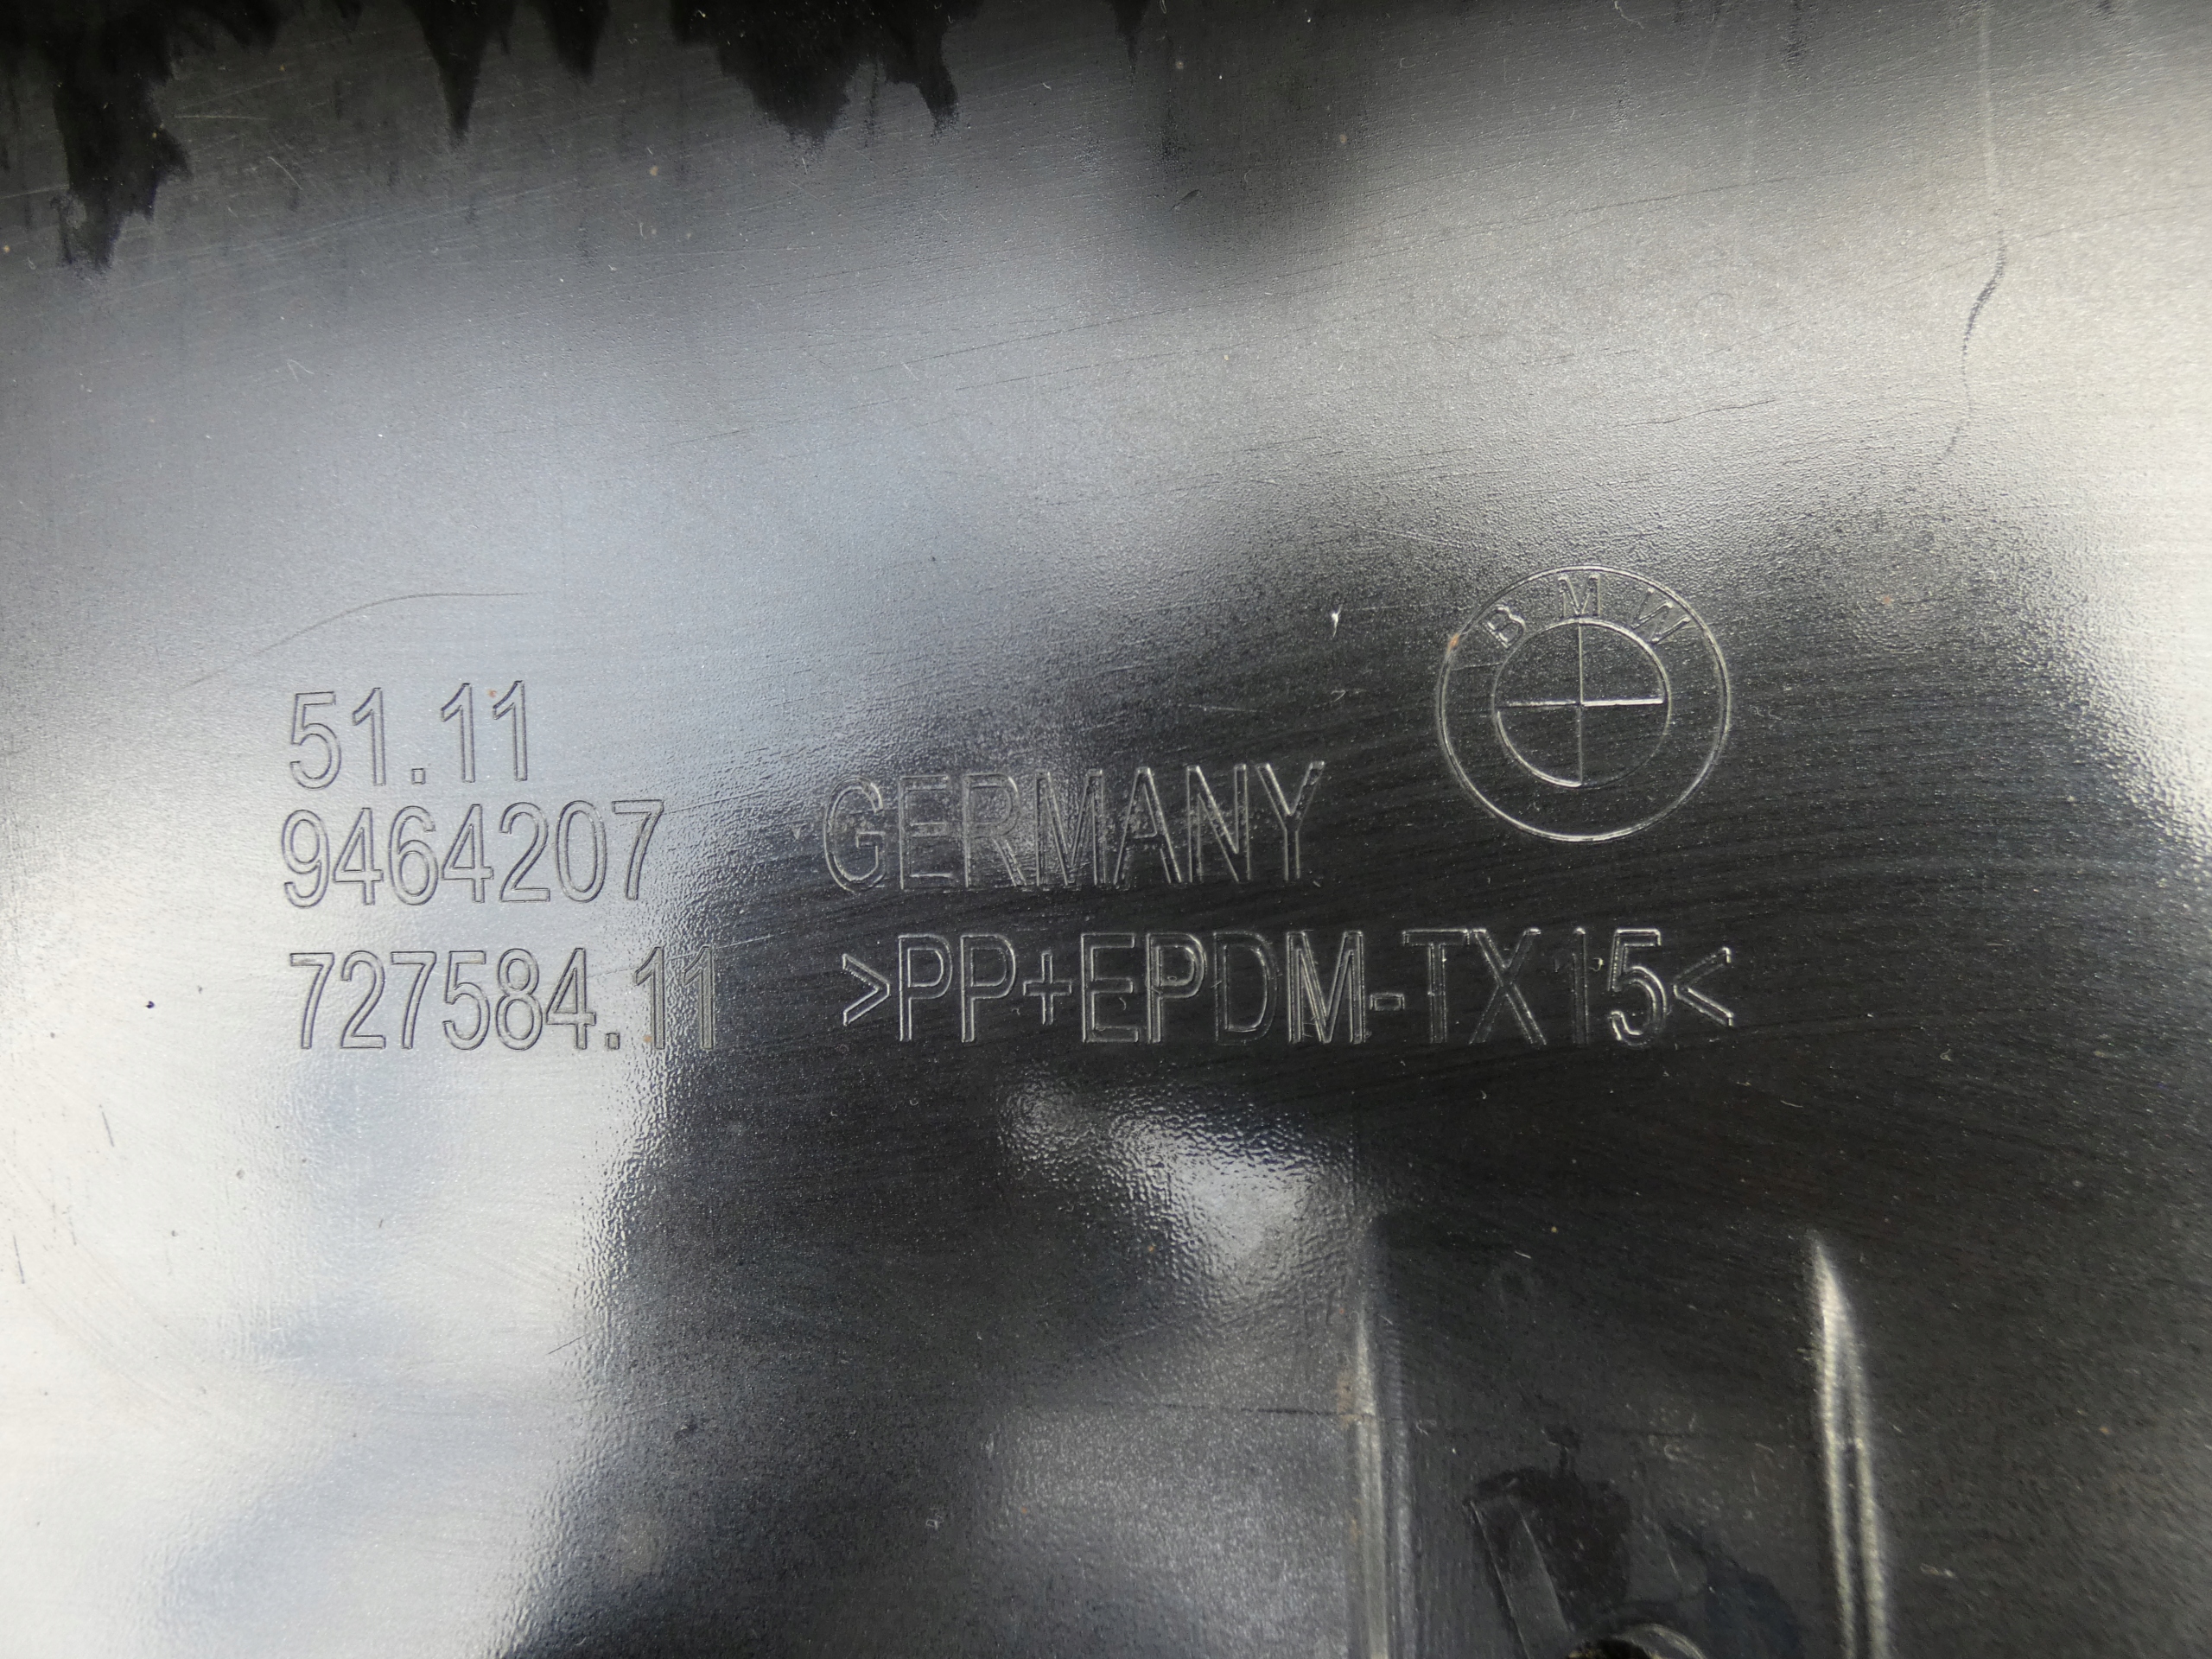 BMW
51.11
9464207
GERMANY
727584.11
>PP+EPDM-TX15<